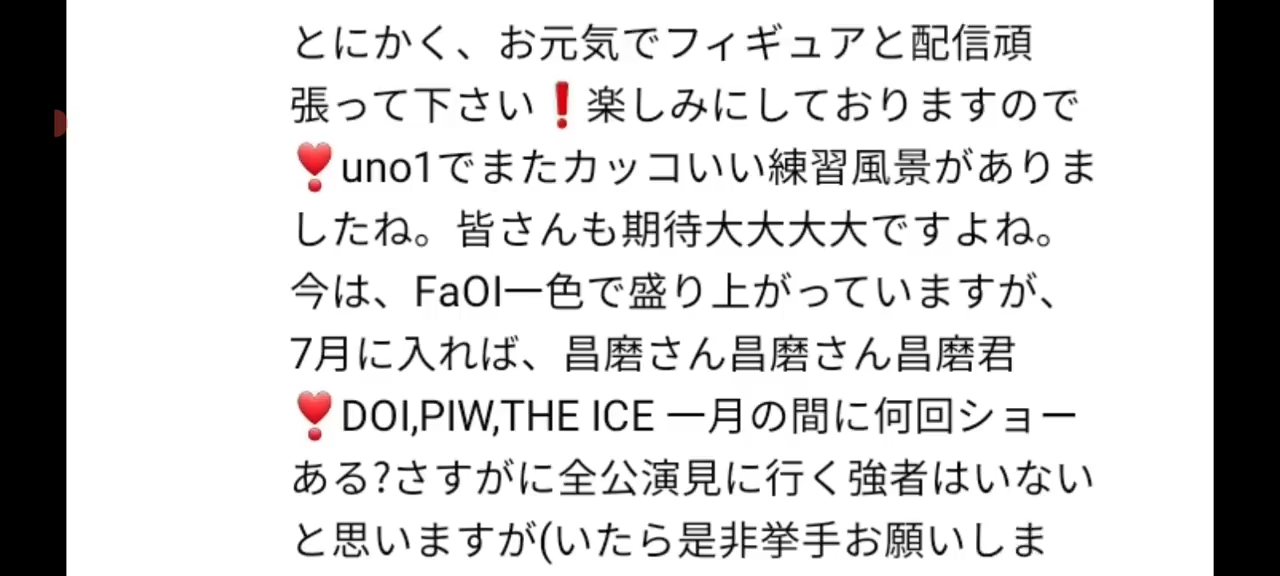 とにかく、お元気でフィギュアと配信頑
張って下さい❗楽しみにしておりますので
❣️uno1でまたカッコいい練習風景がありま
したね。皆さんも期待大大大大ですよね。
今は、FaOI一色で盛り上がっていますが、
7月に入れば、昌磨さん昌磨さん昌磨君
❣️DOI,PIW,THE ICE 一月の間に何回ショー
ある?さすがに全公演見に行く強者はいない
と思いますが(いたら是非挙手お願いしま